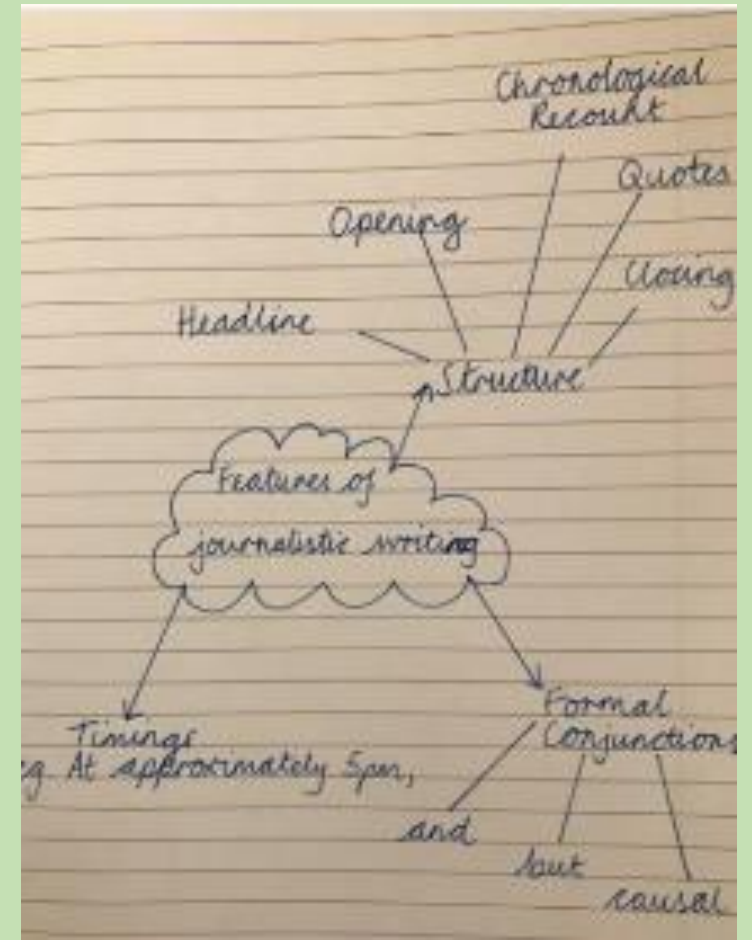 Chronological
Recount
Quotes
Opening
Closing
Headline
Structure
Features of
journalistic writing
Formal
Conjunctions
Timings
eg At approximately 5pm,
and
but
causal